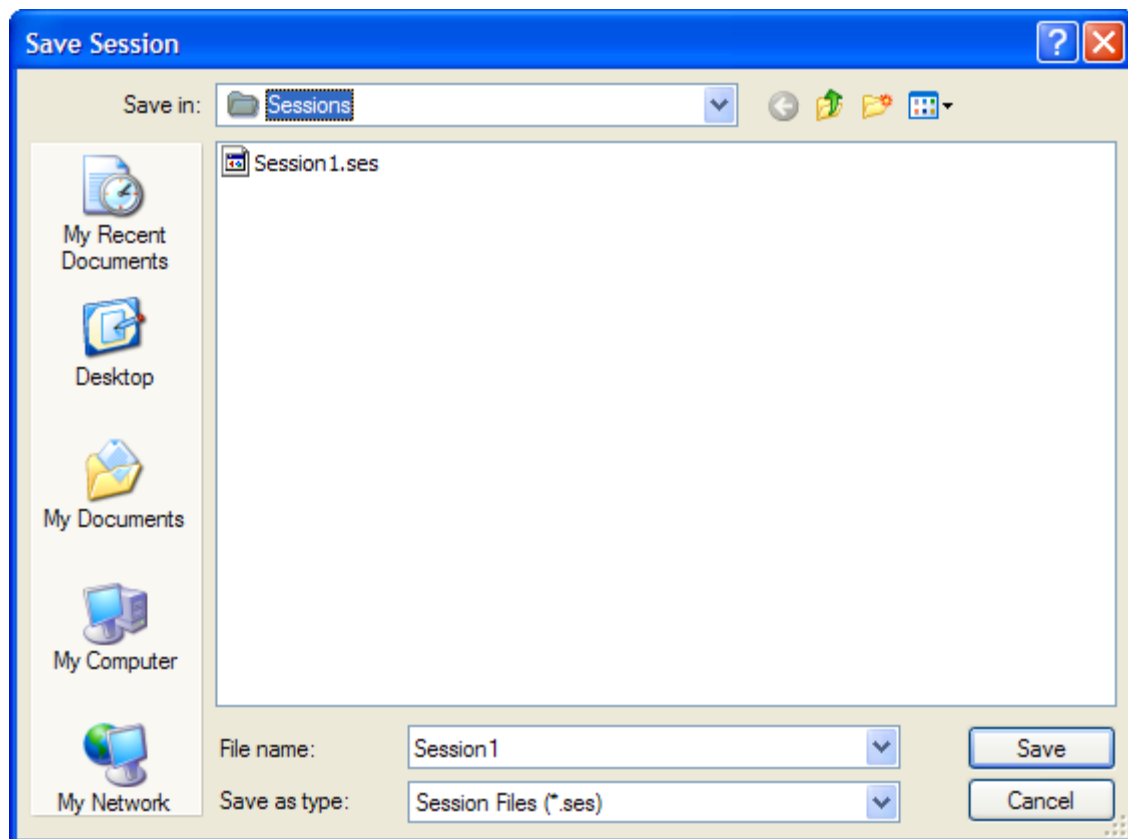 Save Session
Save in: Sessions
Session1.ses
My Recent
Documents
Desktop
My Documents
My Computer
My Network
File name: Session1 Save
Save as type: Session Files (*.ses) Cancel